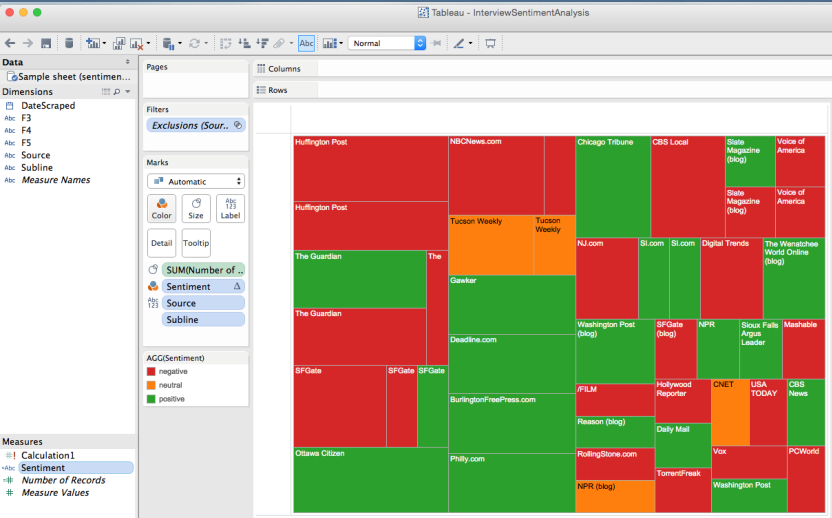 Tableau - InterviewSentimentAnalysis
Abc
Normal
Data
Sample sheet (sentimen...
Dimensions
DateScraped
Abc F3
Abc F4
Abc F5
Abc Source
Abc Subline
Abc Measure Names
Measures
#! Calculation1
=Abc Sentiment
=# Number of Records
# Measure Values
Pages
Filters
Exclusions (Sour..
Marks
Automatic
Color
Size
Abc
123
Label
Detail
Tooltip
SUM(Number of ..
Sentiment Δ
Abc
123
Source
Subline
AGG(Sentiment)
negative
neutral
positive
Columns
Rows
Huffington Post
Huffington Post
The Guardian
The
The Guardian
SFGate
SFGate
SFGate
Ottawa Citizen
NBCNews.com
Tucson Weekly
Tucson
Weekly
Gawker
Deadline.com
BurlingtonFreePress.com
Philly.com
Chicago Tribune
CBS Local
Slate
Magazine
(blog)
Voice of
America
Slate
Magazine
(blog)
Voice of
America
NJ.com
SI.com
SI.com
Digital Trends
The Wenatchee
World Online
(blog)
Washington Post
(blog)
SFGate
(blog)
NPR
Sioux Falls
Argus
Leader
Mashable
/FILM
Hollywood
Reporter
CNET
USA
TODAY
CBS
News
Reason (blog)
Daily Mail
RollingStone.com
Vox
PCWorld
TorrentFreak
NPR (blog)
Washington Post